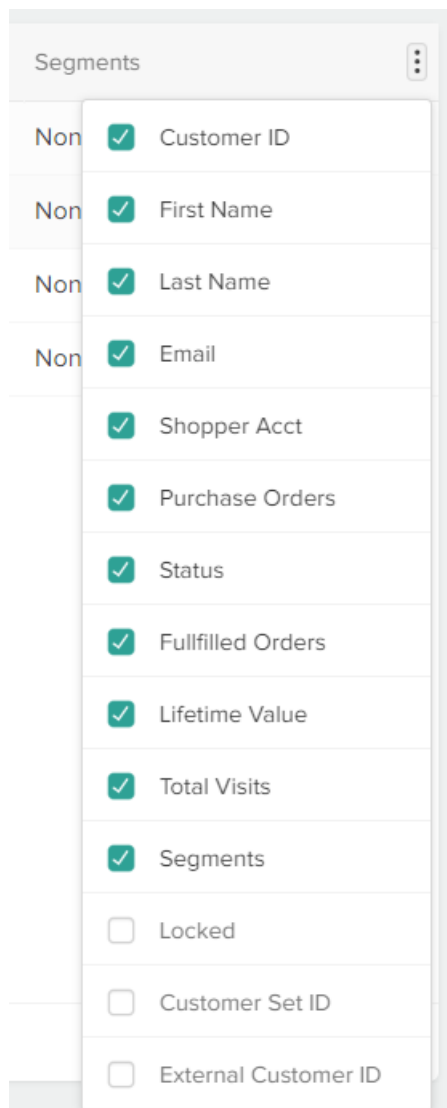 Segments
Non
Customer ID
Non
First Name
Non
Last Name
Non
Email
Shopper Acct
Purchase Orders
Status
Fullfilled Orders
Lifetime Value
Total Visits
Segments
Locked
Customer Set ID
External Customer ID